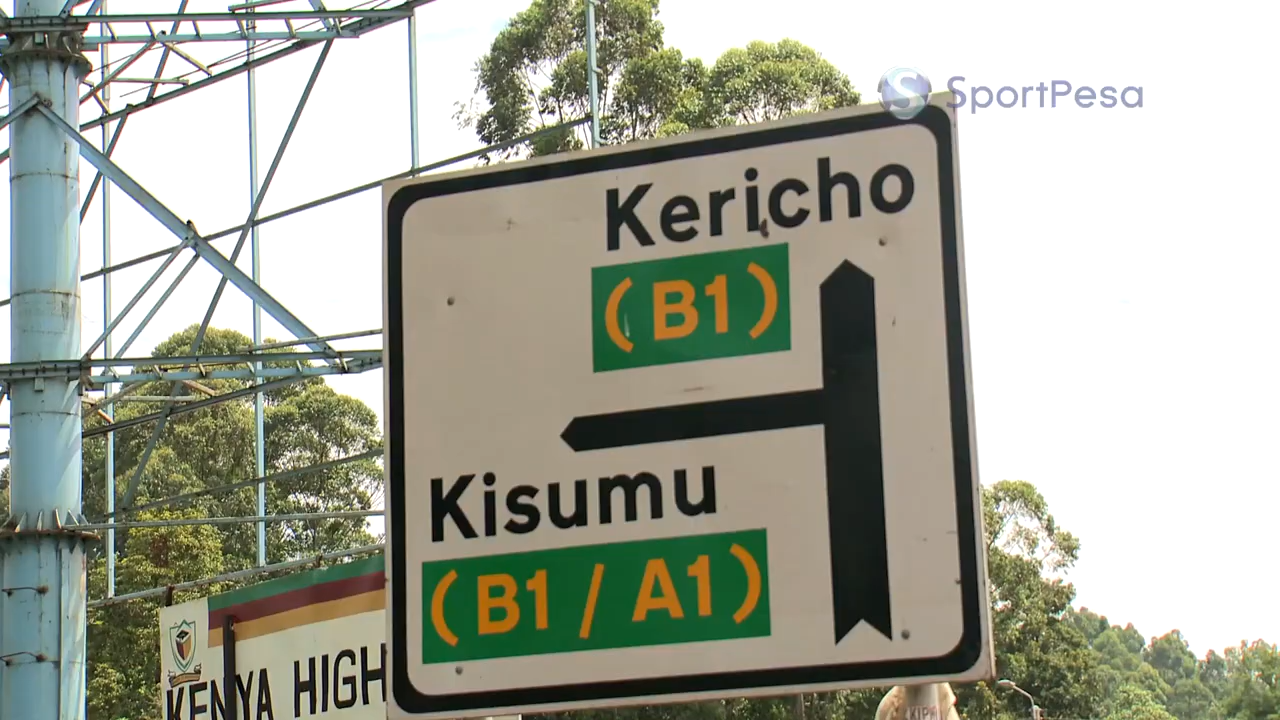 SportPesa
Kericho
(B1)
Kisumu
(B1 / A1)
KENYA HIGH